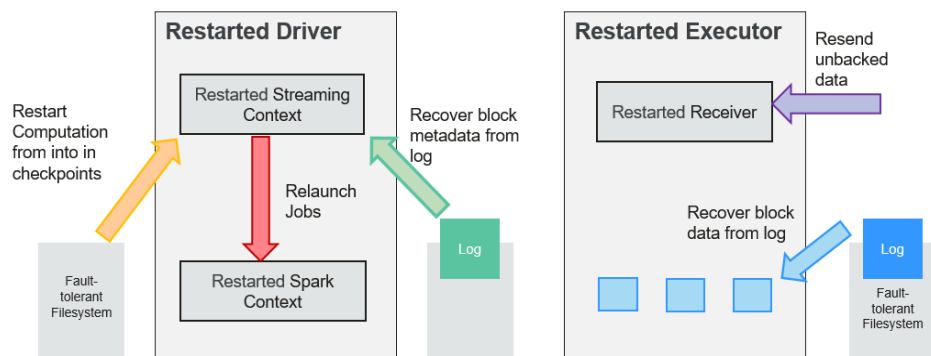 Restarted Driver
Restarted Streaming
Context
Restart
Computation
from into in
checkpoints
Recover block
metadata from
log
Relaunch
Jobs
Log
Fault-
tolerant
Filesystem
Restarted Spark
Context
Restarted Executor
Resend
unbacked
data
Restarted Receiver
Recover block
data from log
Log
Fault-
tolerant
Filesystem